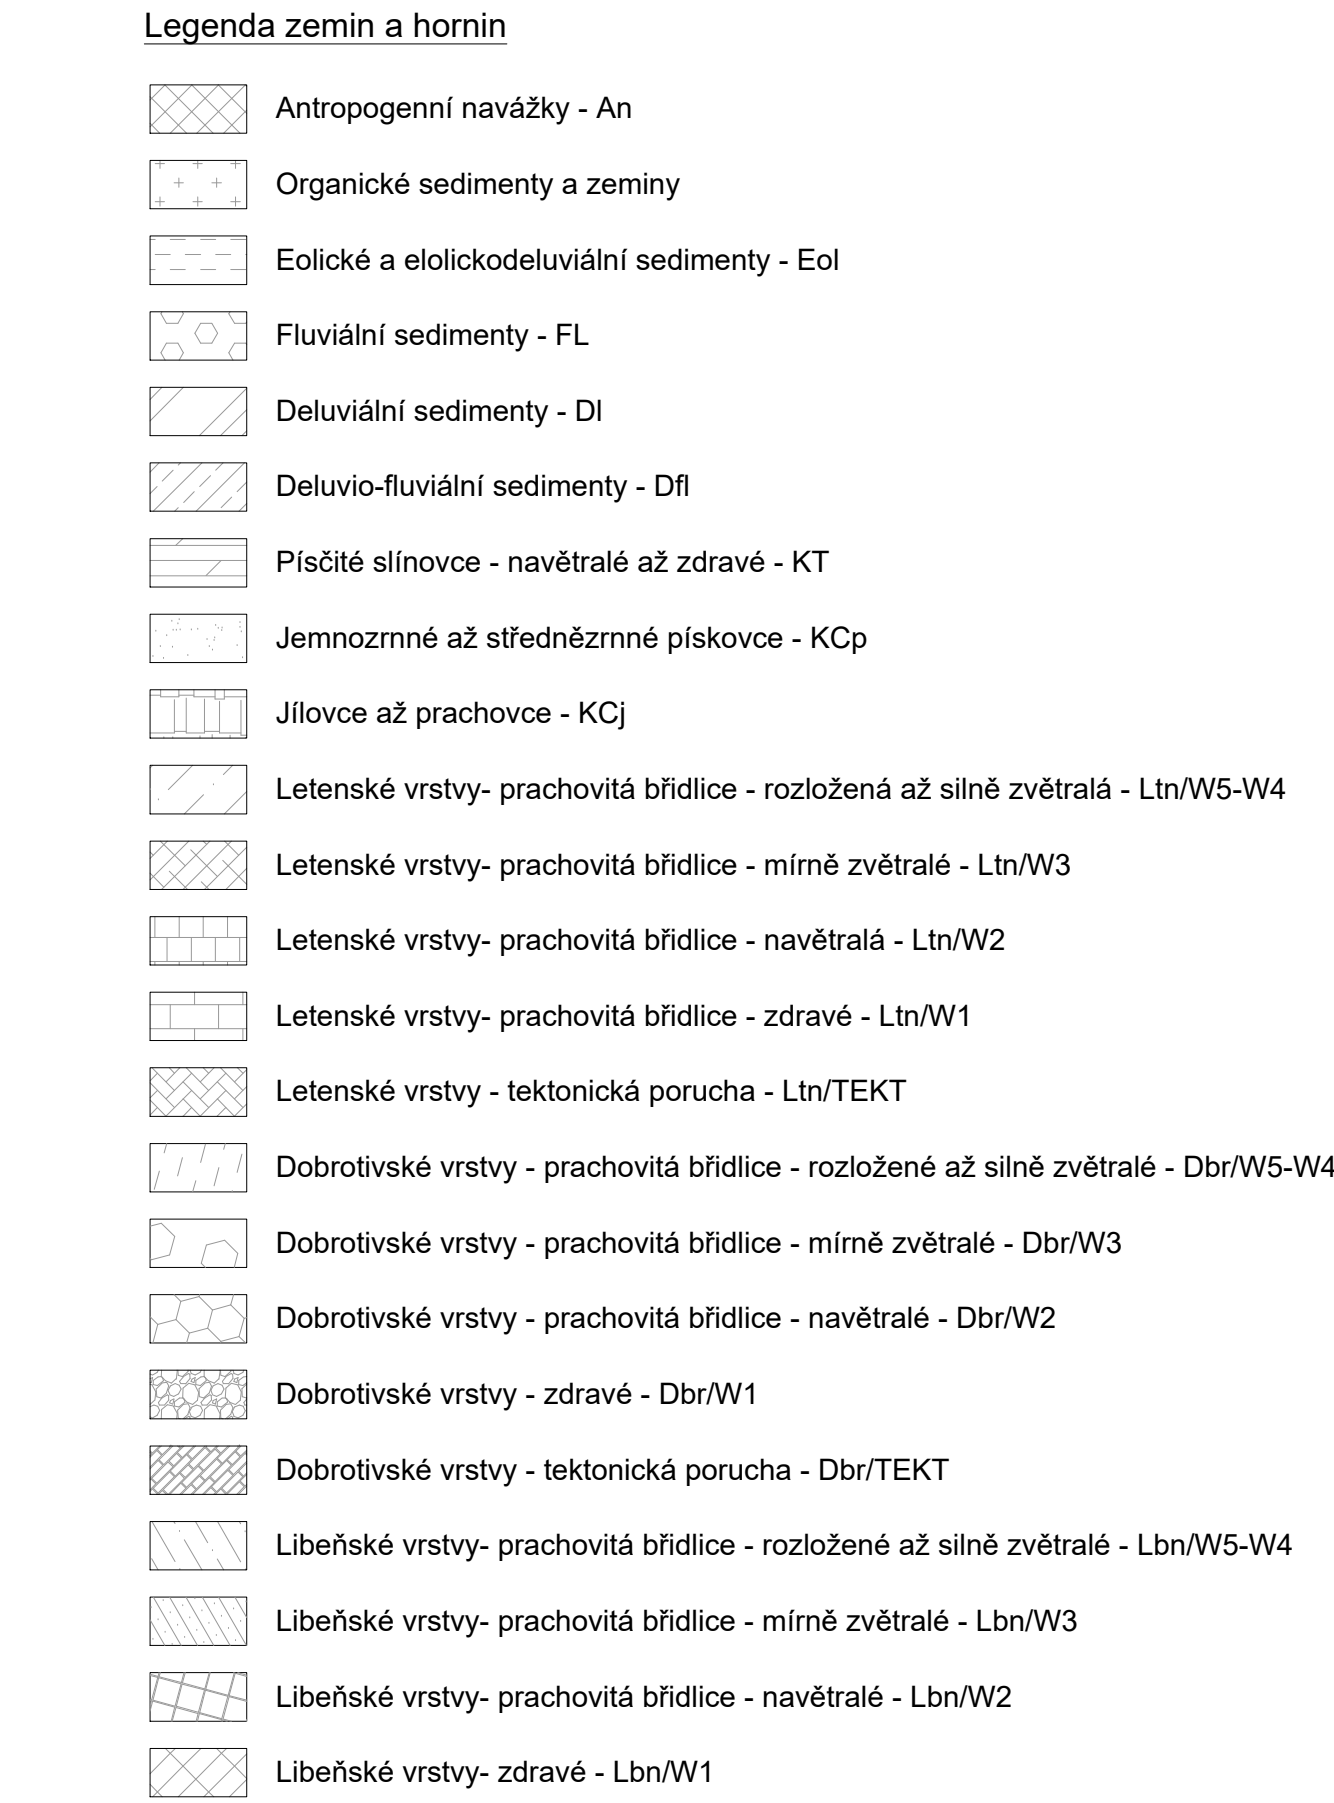 Legenda zemin a hornin
Antropogenní navážky - An
Organické sedimenty a zeminy
Eolické a elolickodeluviální sedimenty - Eol
Fluviální sedimenty - FL
Deluviální sedimenty - Dl
Deluvio-fluviální sedimenty - Dfl
Písčité slínovce - navětralé až zdravé - KT
Jemnozrnné až střednězrnné pískovce - KCp
Jílovce až prachovce - KCj
Letenské vrstvy- prachovitá břidlice - rozložená až silně zvětralá - Ltn/W5-W4
Letenské vrstvy- prachovitá břidlice - mírně zvětralé - Ltn/W3
Letenské vrstvy- prachovitá břidlice - navětralá - Ltn/W2
Letenské vrstvy- prachovitá břidlice - zdravé - Ltn/W1
Letenské vrstvy - tektonická porucha - Ltn/TEKT
Dobrotivské vrstvy - prachovitá břidlice - rozložené až silně zvětralé - Dbr/W5-W4
Dobrotivské vrstvy - prachovitá břidlice - mírně zvětralé - Dbr/W3
Dobrotivské vrstvy - prachovitá břidlice - navětralé - Dbr/W2
Dobrotivské vrstvy - zdravé - Dbr/W1
Dobrotivské vrstvy - tektonická porucha - Dbr/TEKT
Libeňské vrstvy- prachovitá břidlice - rozložené až silně zvětralé - Lbn/W5-W4
Libeňské vrstvy- prachovitá břidlice - mírně zvětralé - Lbn/W3
Libeňské vrstvy- prachovitá břidlice - navětralé - Lbn/W2
Libeňské vrstvy- zdravé - Lbn/W1